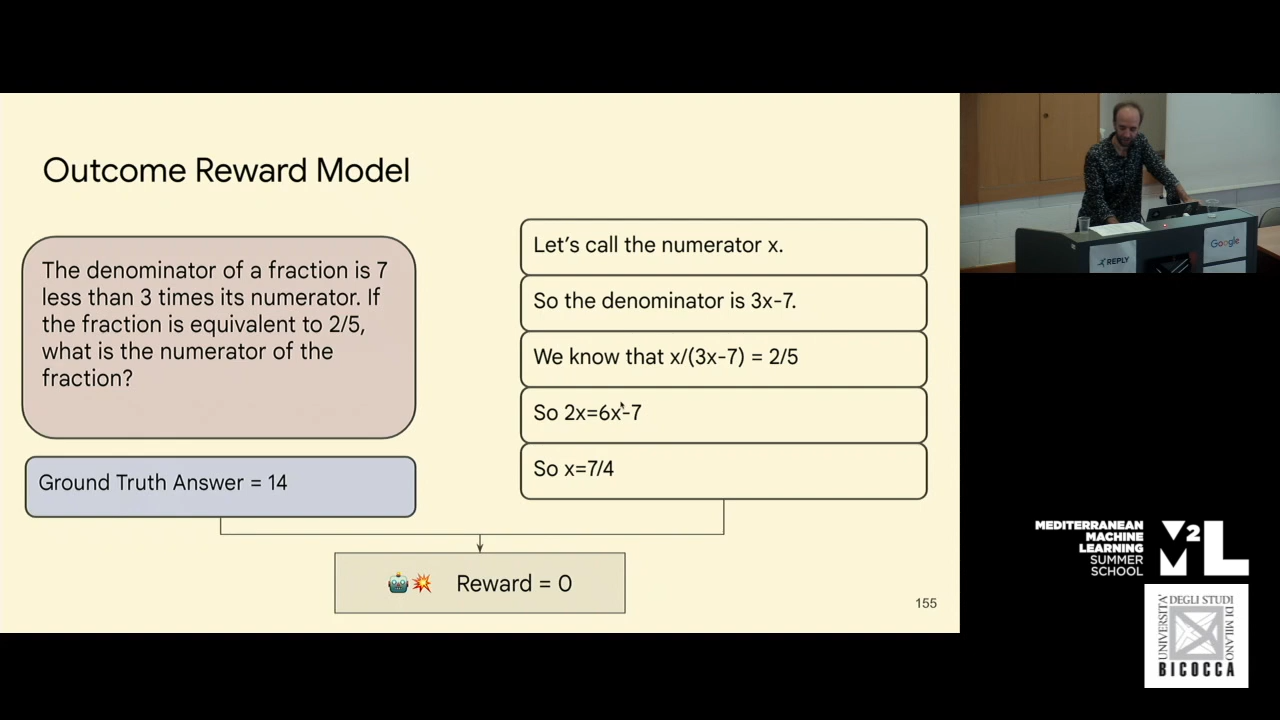 Outcome Reward Model
The denominator of a fraction is 7
less than 3 times its numerator. If
the fraction is equivalent to 2/5,
what is the numerator of the
fraction?
Ground Truth Answer = 14
Let's call the numerator x.
So the denominator is 3x-7.
We know that x/(3x-7) = 2/5
So 2x=6x-7
So x=7/4
Reward = 0
155
REPLY
Google
MEDITERRANEAN
MACHINE
LEARNING
SUMMER
SCHOOL
M2L
UNIVERSITA'
DEGLI STUDI
DI MILANO
BICOCCA